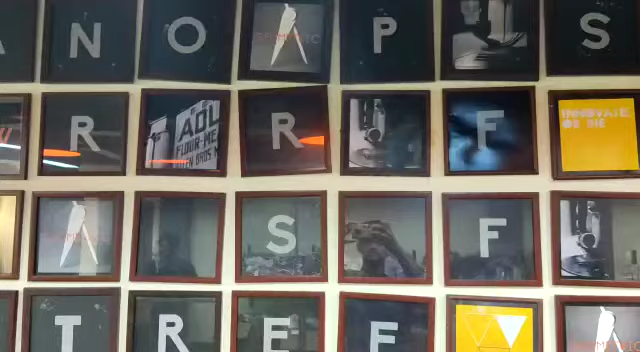 N O P S
R ADL R F INNOVATE
FLOUR-ME OR DIE
S F
T R E F